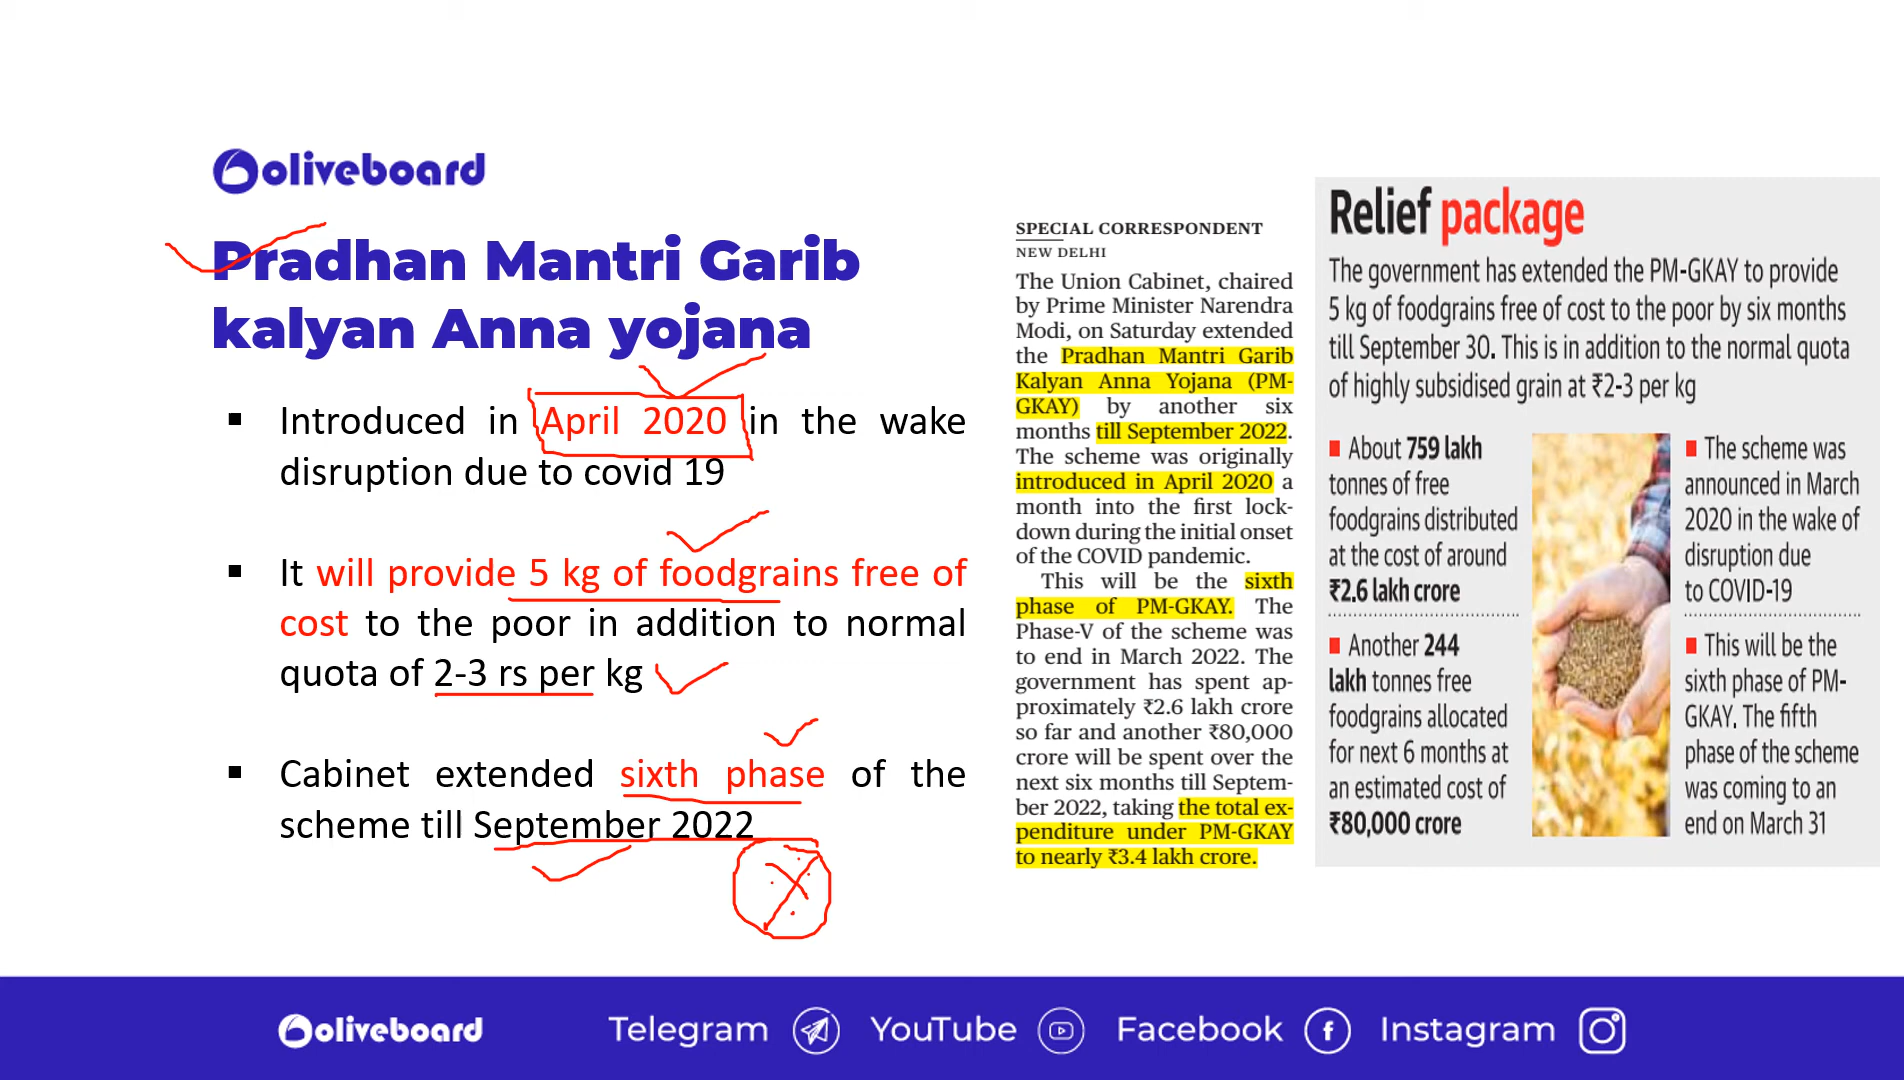 oliveboard
Pradhan Mantri Garib
kalyan Anna yojana
▪ Introduced in April 2020 in the wake
disruption due to covid 19
▪ It will provide 5 kg of foodgrains free of
cost to the poor in addition to normal
quota of 2-3 rs per kg
▪ Cabinet extended sixth phase of the
scheme till September 2022
SPECIAL CORRESPONDENT
NEW DELHI
The Union Cabinet, chaired
by Prime Minister Narendra
Modi, on Saturday extended
the Pradhan Mantri Garib
Kalyan Anna Yojana (PM-
GKAY) by another six
months till September 2022.
The scheme was originally
introduced in April 2020 a
month into the first lock-
down during the initial onset
of the COVID pandemic.
This will be the sixth
phase of PM-GKAY. The
Phase-V of the scheme was
to end in March 2022. The
government has spent ap-
proximately ₹2.6 lakh crore
so far and another ₹80,000
crore will be spent over the
next six months till Septem-
ber 2022, taking the total ex-
penditure under PM-GKAY
to nearly ₹3.4 lakh crore.
Relief package
The government has extended the PM-GKAY to provide
5 kg of foodgrains free of cost to the poor by six months
till September 30. This is in addition to the normal quota
of highly subsidised grain at ₹2-3 per kg
■ About 759 lakh
tonnes of free
foodgrains distributed
at the cost of around
₹2.6 lakh crore
■ Another 244
lakh tonnes free
foodgrains allocated
for next 6 months at
an estimated cost of
₹80,000 crore
■ The scheme was
announced in March
2020 in the wake of
disruption due
to COVID-19
■ This will be the
sixth phase of PM-
GKAY. The fifth
phase of the scheme
was coming to an
end on March 31
oliveboard Telegram YouTube Facebook Instagram